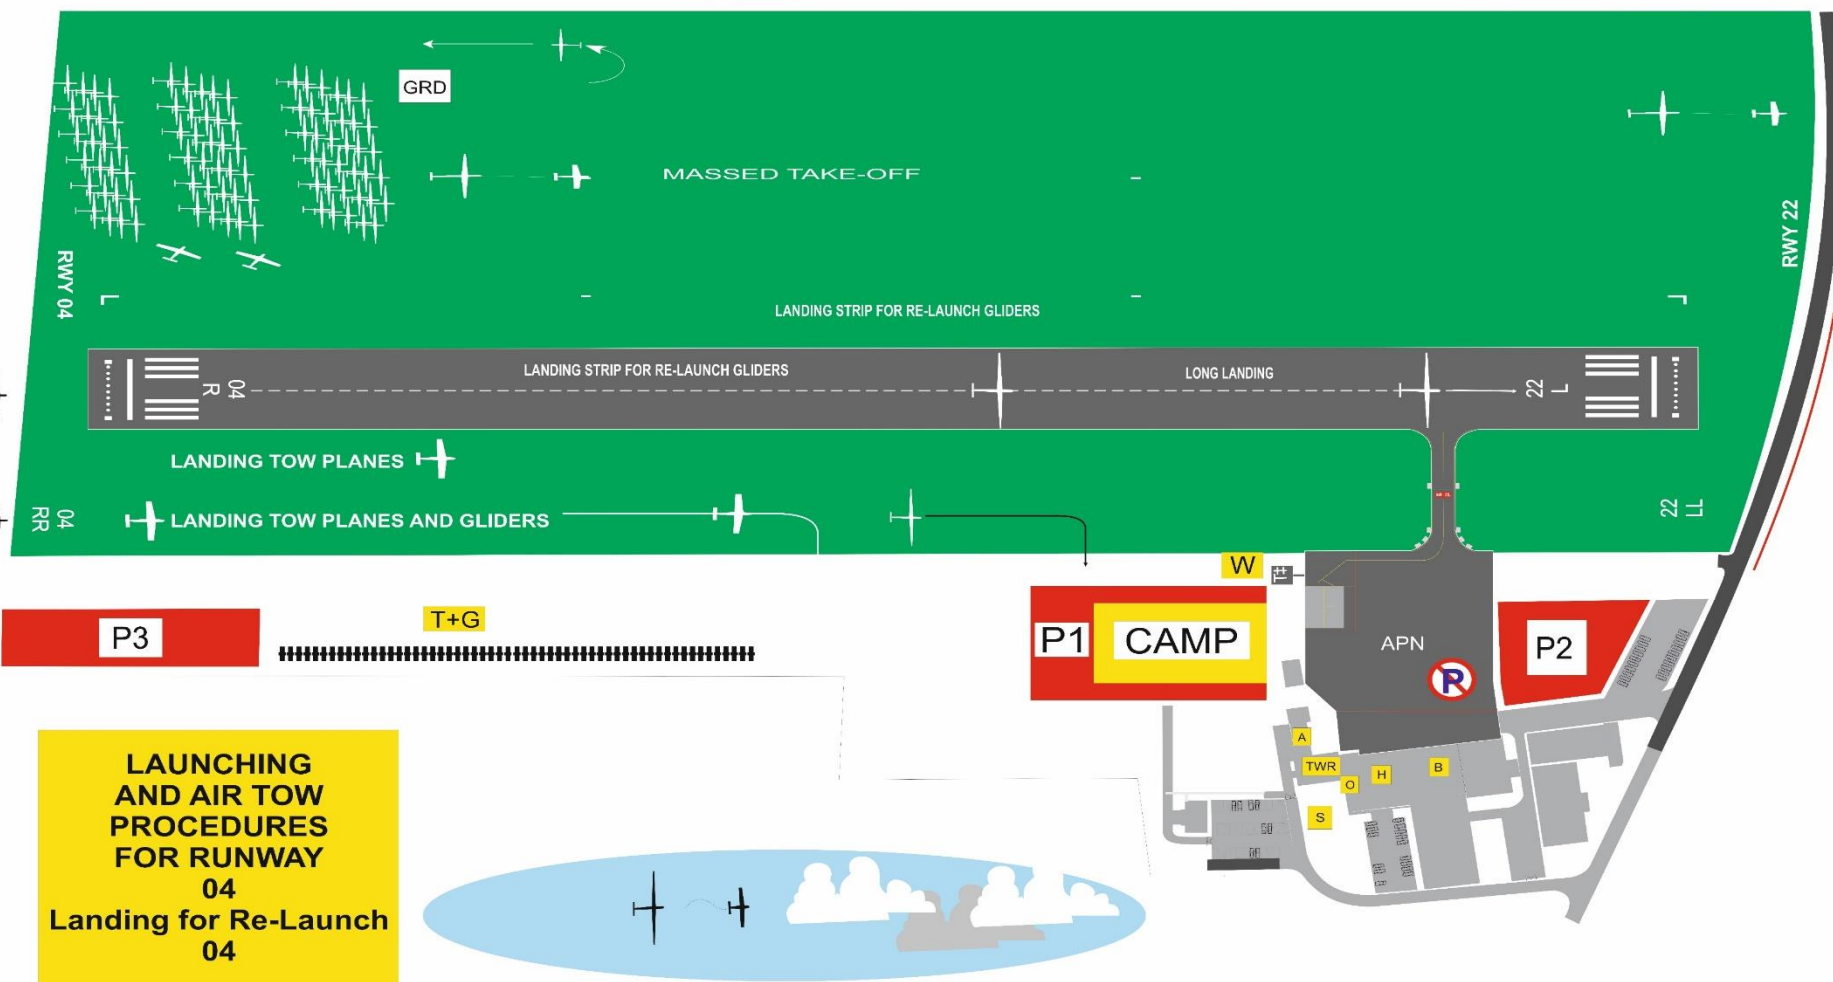 GRD
MASSED TAKE-OFF
RWY 04
RWY 22
L
L
LANDING STRIP FOR RE-LAUNCH GLIDERS
04
R
LANDING STRIP FOR RE-LAUNCH GLIDERS
LONG LANDING
22
L
LANDING TOW PLANES
04
RR
LANDING TOW PLANES AND GLIDERS
22
LL
W
P3
T+G
P1
CAMP
APN
P
P2
A
TWR
O
H
B
S
LAUNCHING
AND AIR TOW
PROCEDURES
FOR RUNWAY
04
Landing for Re-Launch
04